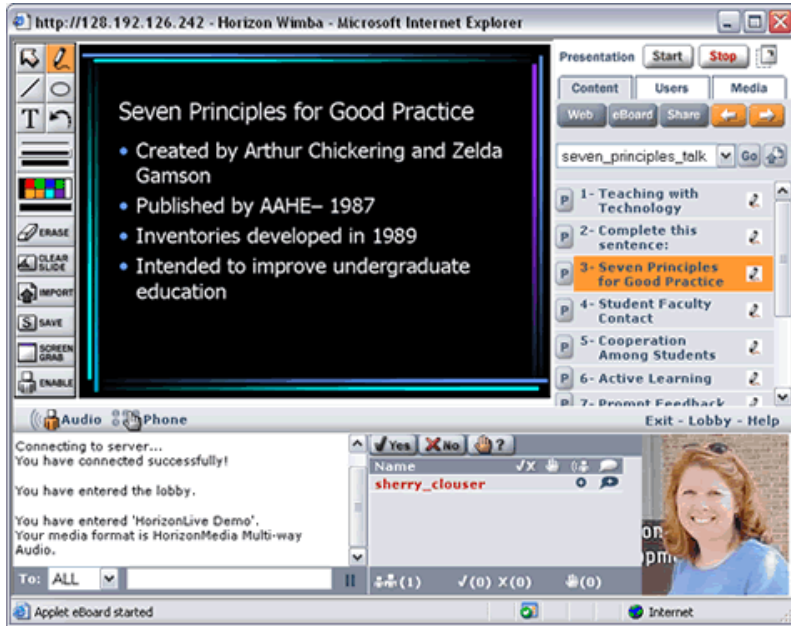 http://128.192.126.242 - Horizon Wimba - Microsoft Internet Explorer
T
ERASE
CLEAR
SLIDE
IMPORT
S SAVE
SCREEN
GRAB
ENABLE
Seven Principles for Good Practice
• Created by Arthur Chickering and Zelda
Gamson
• Published by AAHE– 1987
• Inventories developed in 1989
• Intended to improve undergraduate
education
Presentation Start Stop
Content Users Media
Web eBoard Share
seven_principles_talk Go
P 1- Teaching with
Technology
P 2- Complete this
sentence:
P 3- Seven Principles
for Good Practice
P 4- Student Faculty
Contact
P 5- Cooperation
Among Students
P 6- Active Learning
P 7- Prompt Feedback
Audio Phone
Exit - Lobby - Help
Connecting to server...
You have connected successfully!
You have entered the lobby.
You have entered 'HorizonLive Demo'.
Your media format is HorizonMedia Multi-way
Audio.
To: ALL
√Yes XNo ?
Name √X
sherry_clouser
(1) √(0) X(0) (0)
on
opm
Applet eBoard started
Internet